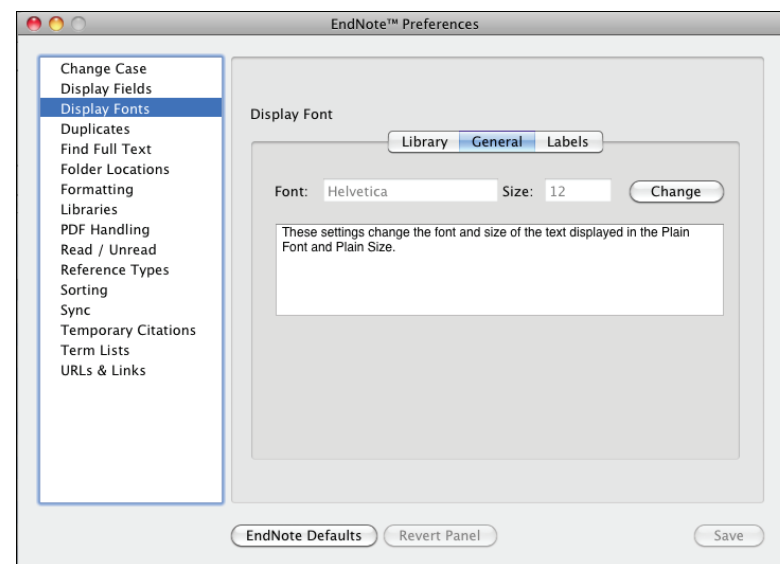 EndNote™ Preferences
Change Case
Display Fields
Display Fonts
Duplicates
Find Full Text
Folder Locations
Formatting
Libraries
PDF Handling
Read / Unread
Reference Types
Sorting
Sync
Temporary Citations
Term Lists
URLs & Links
Display Font
Library General Labels
Font: Helvetica Size: 12 Change
These settings change the font and size of the text displayed in the Plain
Font and Plain Size.
EndNote Defaults Revert Panel Save